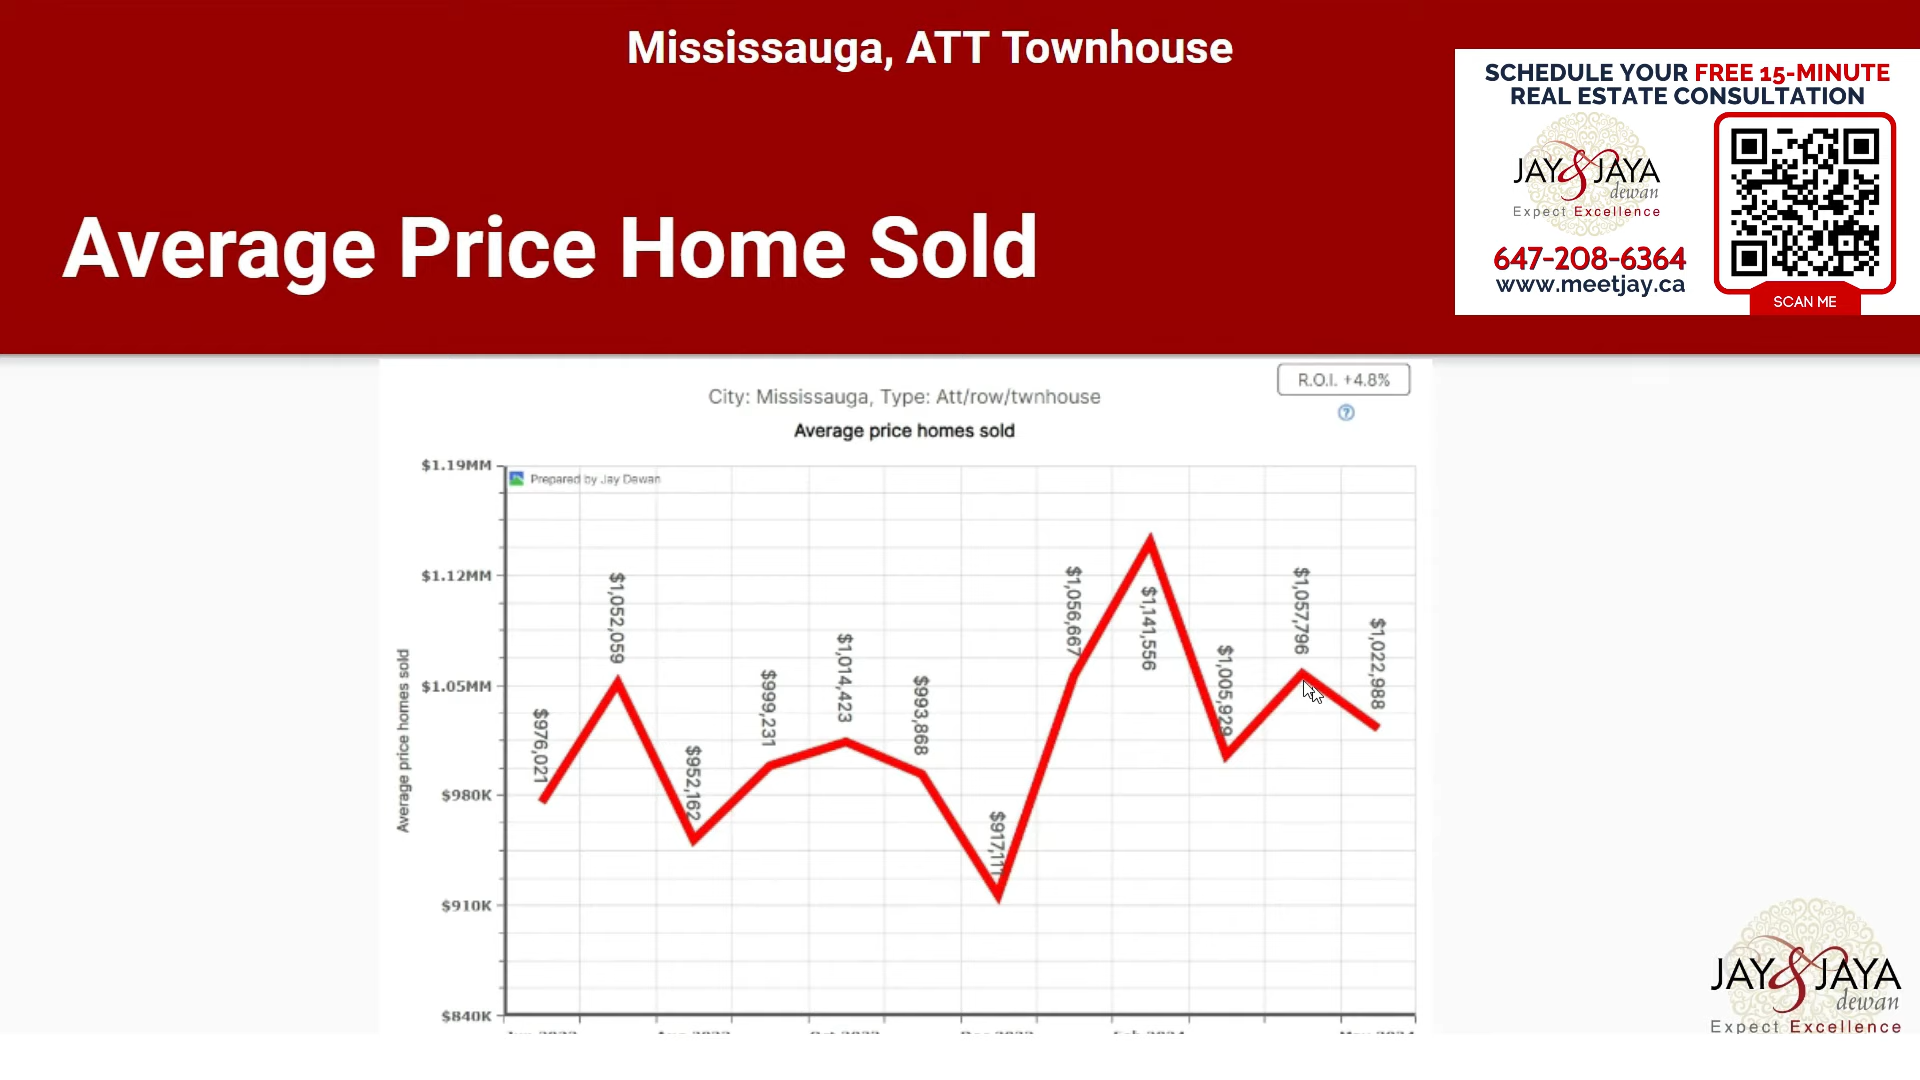 Mississauga, ATT Townhouse
SCHEDULE YOUR FREE 15-MINUTE
REAL ESTATE CONSULTATION
JAY & JAYA
dewan
Expect Excellence
647-208-6364
www.meetjay.ca
SCAN ME
Average Price Home Sold
R.O.I. +4.8%
?
City: Mississauga, Type: Att/row/twnhouse
Average price homes sold
Prepared by Jay Dewan
Average price homes sold
$1.19MM
$1.12MM
$1.05MM
$980K
$910K
$840K
$976,021
$1,052,059
$952,162
$999,231
$1,014,423
$993,868
$917,111
$1,056,667
$1,141,556
$1,005,929
$1,057,796
$1,022,988
JAY & JAYA
dewan
Expect Excellence